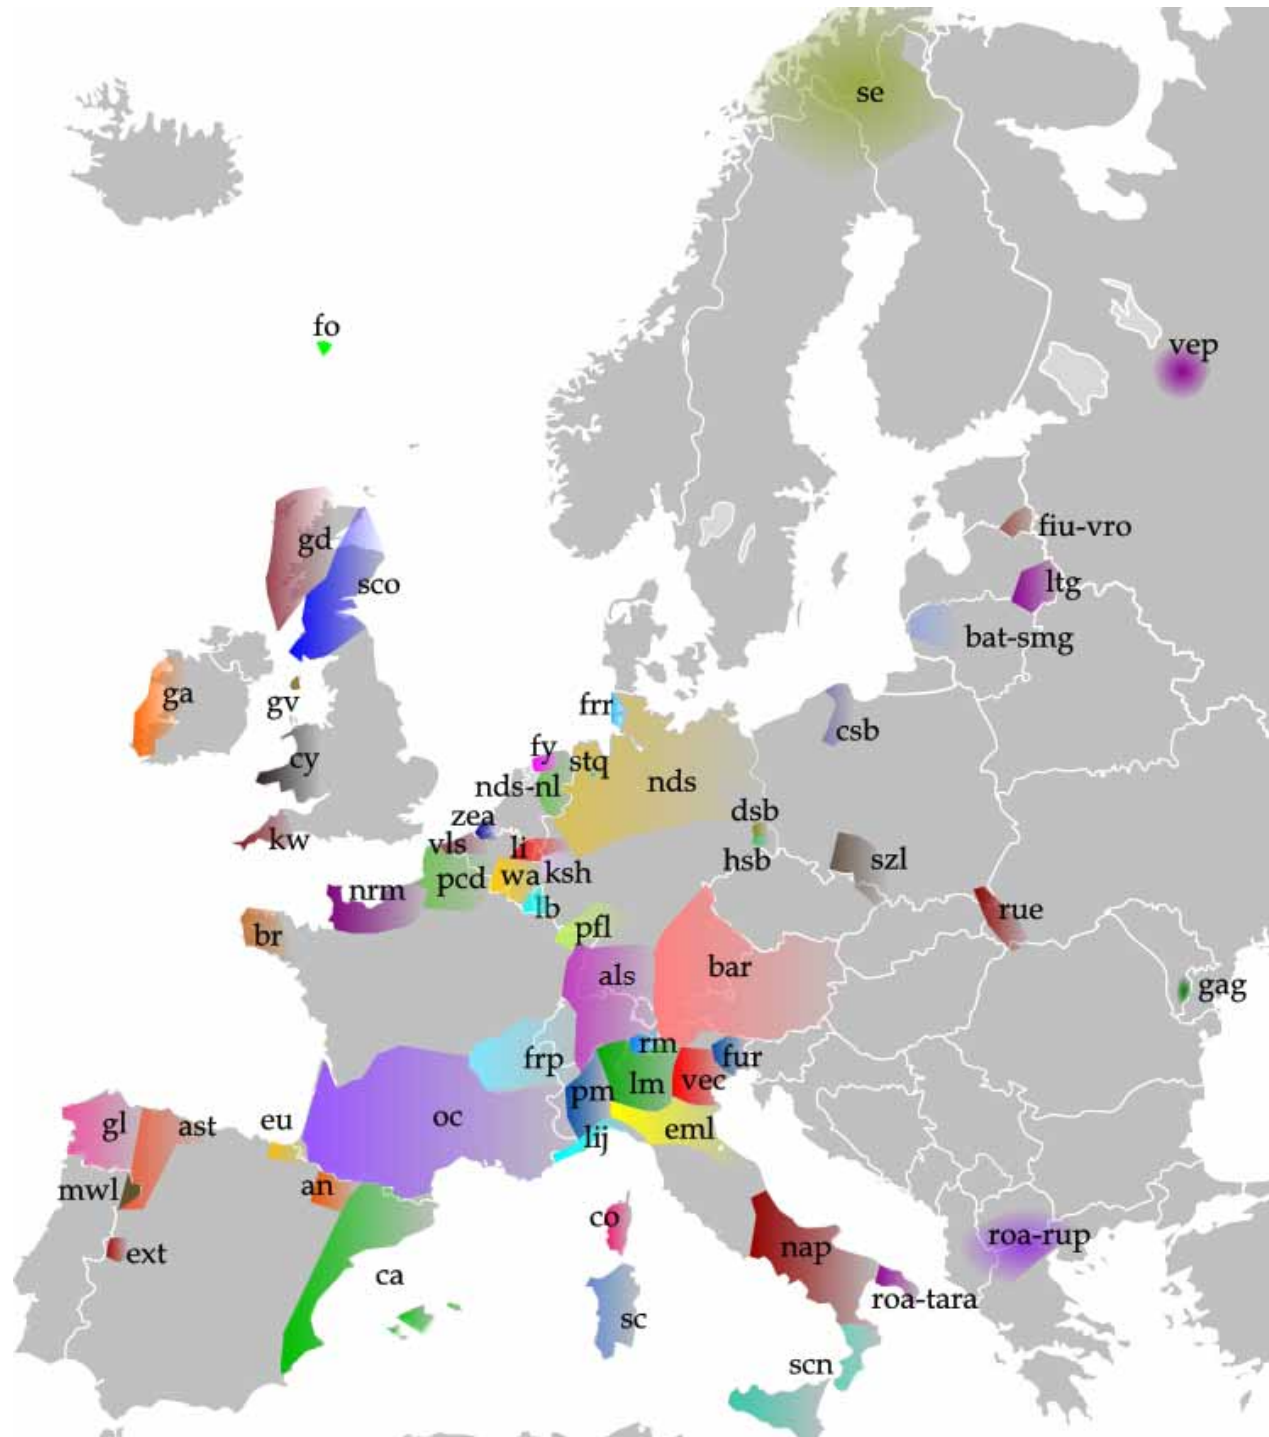 se
fo
vep
gd
fiu-vro
sco
ltg
bat-smg
ga
gv
frr
csb
fy
cy
stq
nds-nl
nds
zea
dsb
kw
vls
li
hsb
szl
pcd
wa
ksh
nrm
lb
rue
br
pfl
bar
als
gag
frp
rm
fur
pm
lm
vec
gl
ast
eu
oc
eml
lij
mwl
an
co
ext
nap
roa-rup
ca
roa-tara
sc
scn